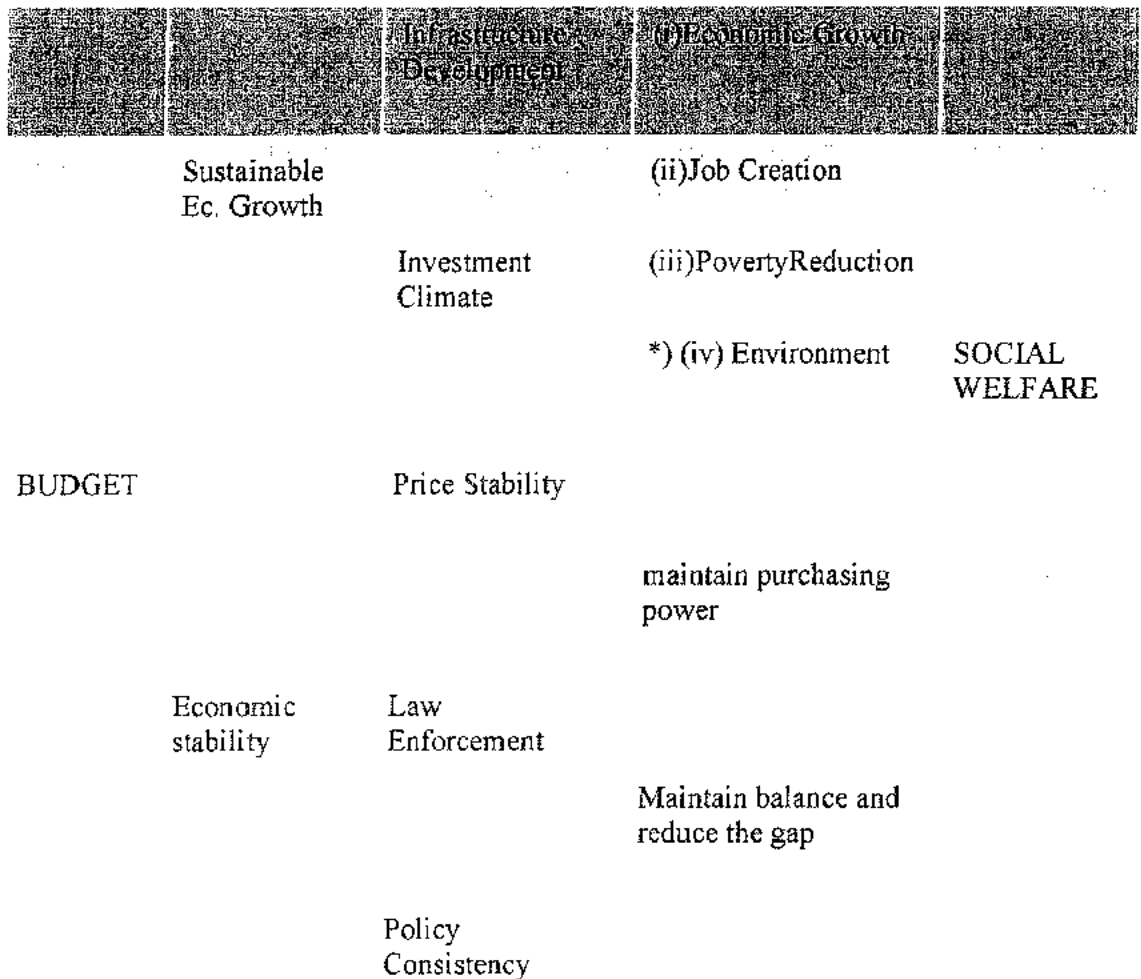 Infrastructure (i)Economic Growth
Development
Sustainable (ii)Job Creation
Ec. Growth
Investment (iii)PovertyReduction
Climate
*) (iv) Environment SOCIAL
WELFARE
BUDGET Price Stability
maintain purchasing
power
Economic Law
stability Enforcement
Maintain balance and
reduce the gap
Policy
Consistency